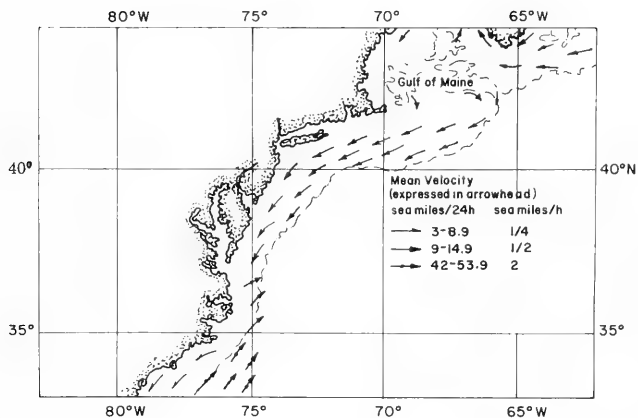 80°W 75° 70° 65°W
Gulf of Maine
40° 40°N
Mean Velocity
(expressed in arrowhead)
sea miles/24h sea miles/h
3-8.9 1/4
9-14.9 1/2
42-53.9 2
35° 35°
80°W 75° 70° 65°W